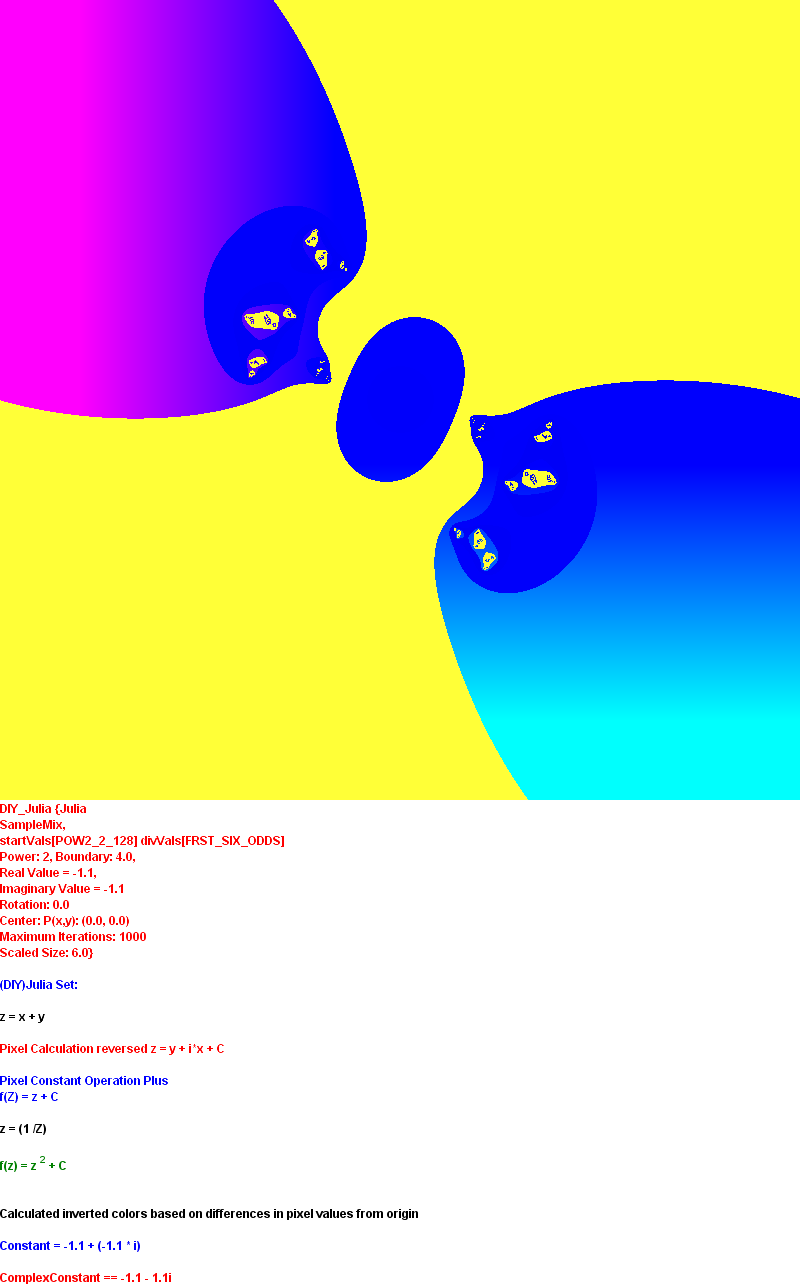 DIY_Julia {Julia
SampleMix,
startVals[POW2_2_128] divVals[FRST_SIX_ODDS]
Power: 2, Boundary: 4.0,
Real Value = -1.1,
Imaginary Value = -1.1
Rotation: 0.0
Center: P(x,y): (0.0, 0.0)
Maximum Iterations: 1000
Scaled Size: 6.0}
(DIY)Julia Set:
z = x + y
Pixel Calculation reversed z = y + i*x + C
Pixel Constant Operation Plus
f(Z) = z + C
z = (1 /Z)
f(z) = z 2 + C
Calculated inverted colors based on differences in pixel values from origin
Constant = -1.1 + (-1.1 * i)
ComplexConstant == -1.1 - 1.1i